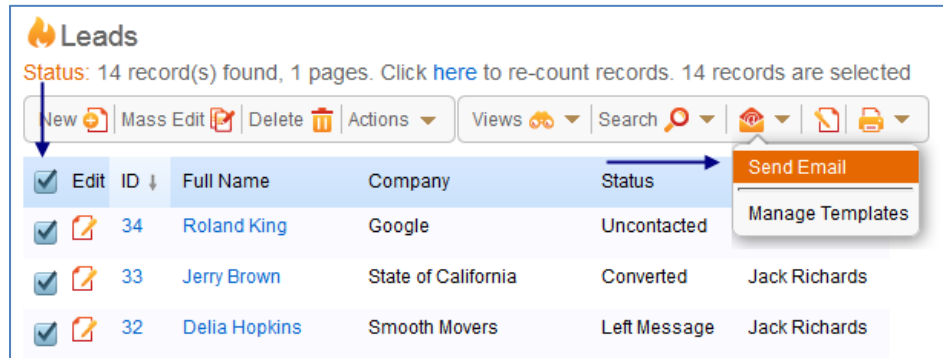 Leads
Status: 14 record(s) found, 1 pages. Click here to re-count records. 14 records are selected
New Mass Edit Delete Actions Views Search
Send Email
Manage Templates
Edit ID Full Name Company Status
34 Roland King Google Uncontacted
33 Jerry Brown State of California Converted Jack Richards
32 Delia Hopkins Smooth Movers Left Message Jack Richards